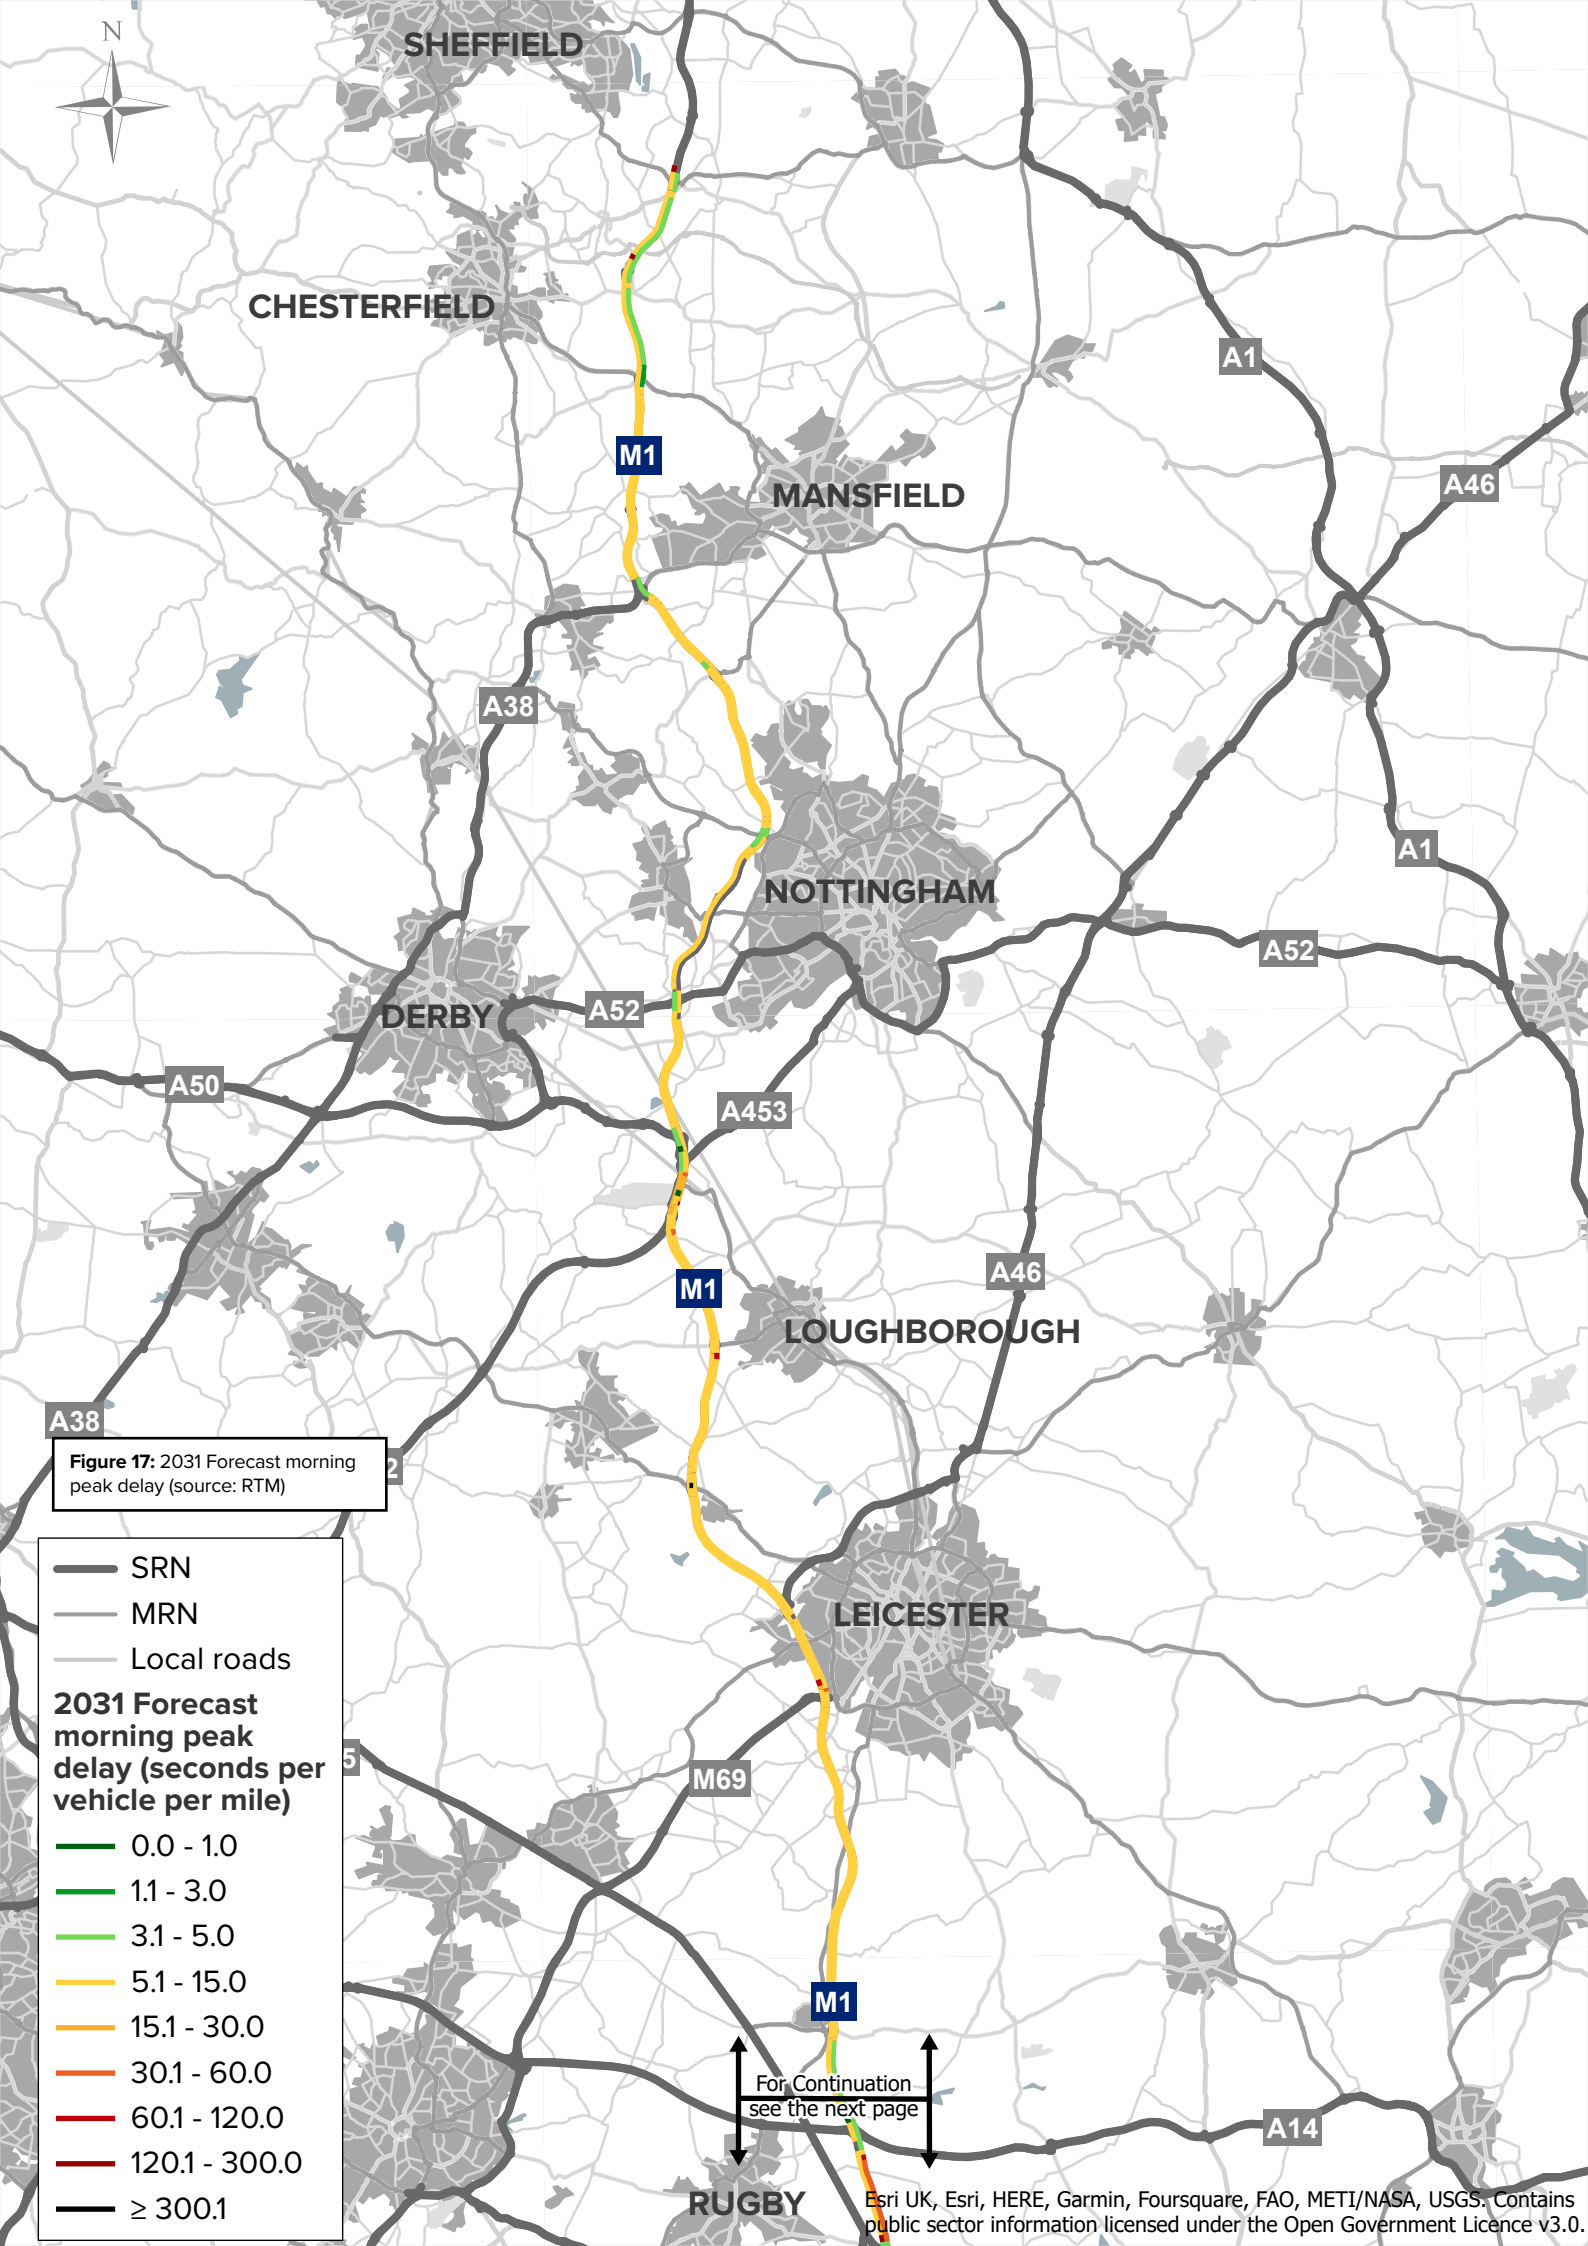 N
SHEFFIELD
CHESTERFIELD
A1
M1
A46
MANSFIELD
A38
A1
NOTTINGHAM
A52
A52
DERBY
A50
A453
A46
M1
LOUGHBOROUGH
A38
2
Figure 17: 2031 Forecast morning
peak delay (source: RTM)
LEICESTER
5
M69
SRN
MRN
Local roads
2031 Forecast
morning peak
delay (seconds per
vehicle per mile)
0.0 - 1.0
1.1 - 3.0
3.1 - 5.0
5.1 - 15.0
15.1 - 30.0
30.1 - 60.0
60.1 - 120.0
120.1 - 300.0
≥ 300.1
M1
For Continuation
see the next page
A14
RUGBY
Esri UK, Esri, HERE, Garmin, Foursquare, FAO, METI/NASA, USGS. Contains
public sector information licensed under the Open Government Licence v3.0.